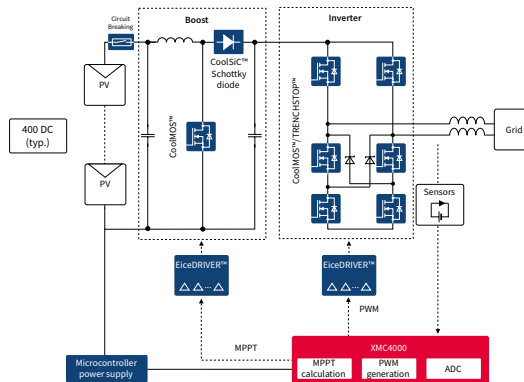 Circuit
Breaking
Boost
Inverter
PV
CoolSiC™
Schottky
diode
CoolMOS™
CoolMOS™/TRENCHSTOP™
400 DC
(typ.)
PV
Grid
Sensors
EiceDRIVER™
EiceDRIVER™
PWM
MPPT
XMC4000
Microcontroller
power supply
MPPT
calculation
PWM
generation
ADC